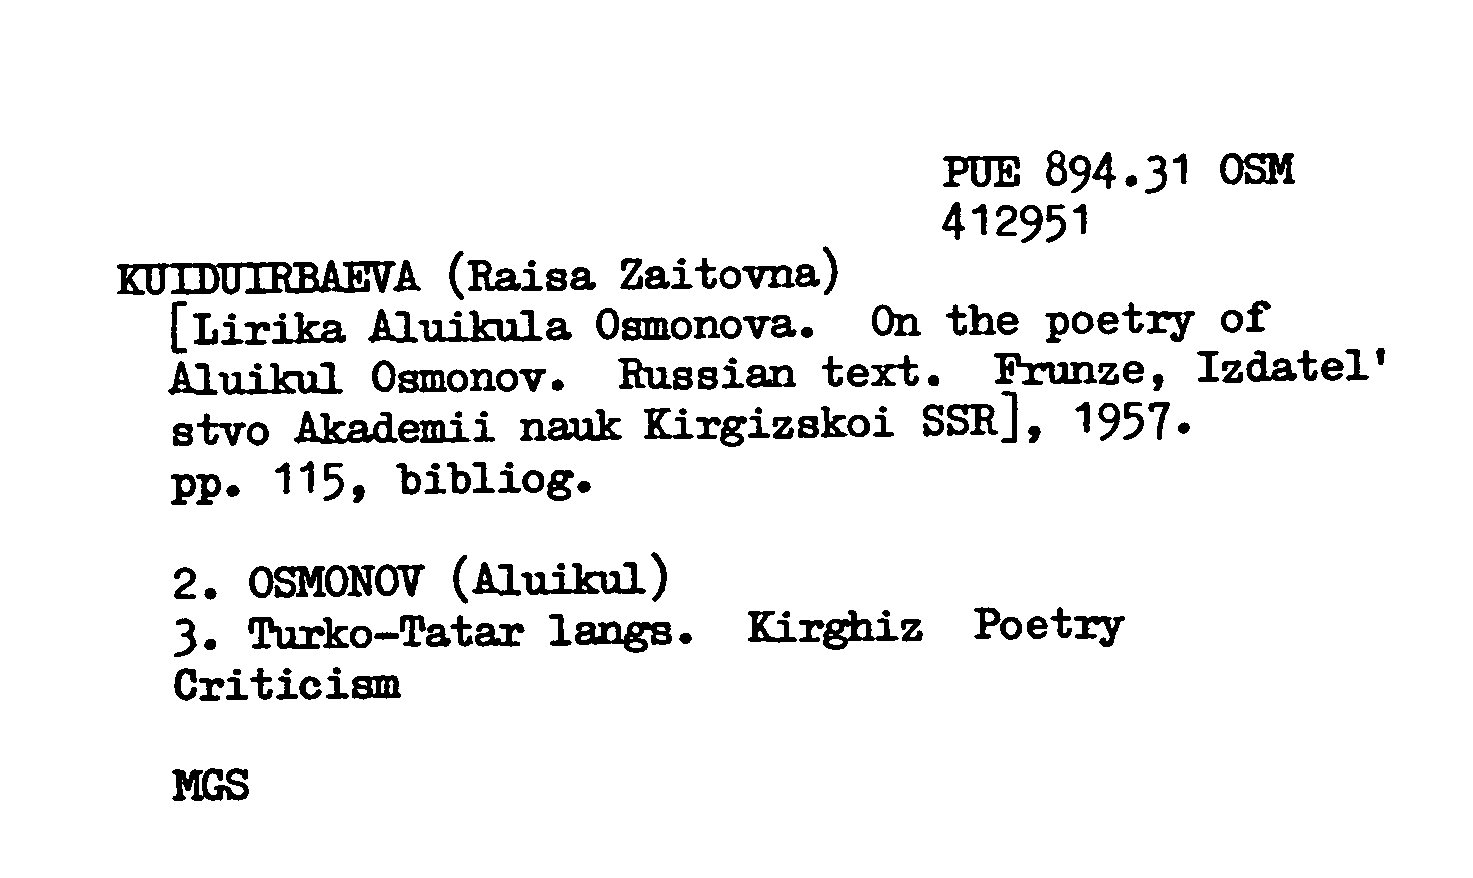 PUE 894.31 OSM
412951
KUIDUIRBAEVA (Raisa Zaitovna)
[Lirika Aluikula Osmonova. On the poetry of
Aluikul Osmonov. Russian text. Frunze, Izdatel'
stvo Akademii nauk Kirgizskoi SSR], 1957.
pp. 115, bibliog.
2. OSMONOV (Aluikul)
3. Turko-Tatar langs. Kirghiz Poetry
Criticism
MGS